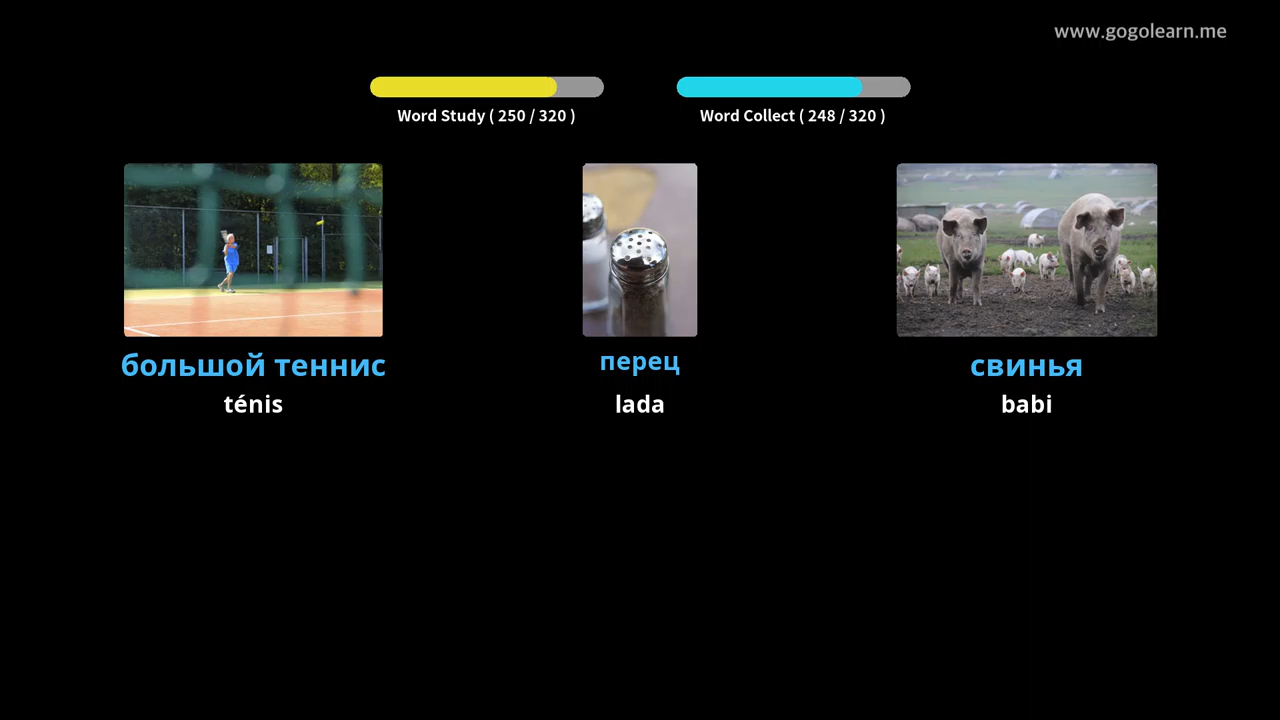 www.gogolearn.me
Word Study ( 250 / 320 )
Word Collect ( 248 / 320 )
большой теннис
перец
свинья
ténis
lada
babi